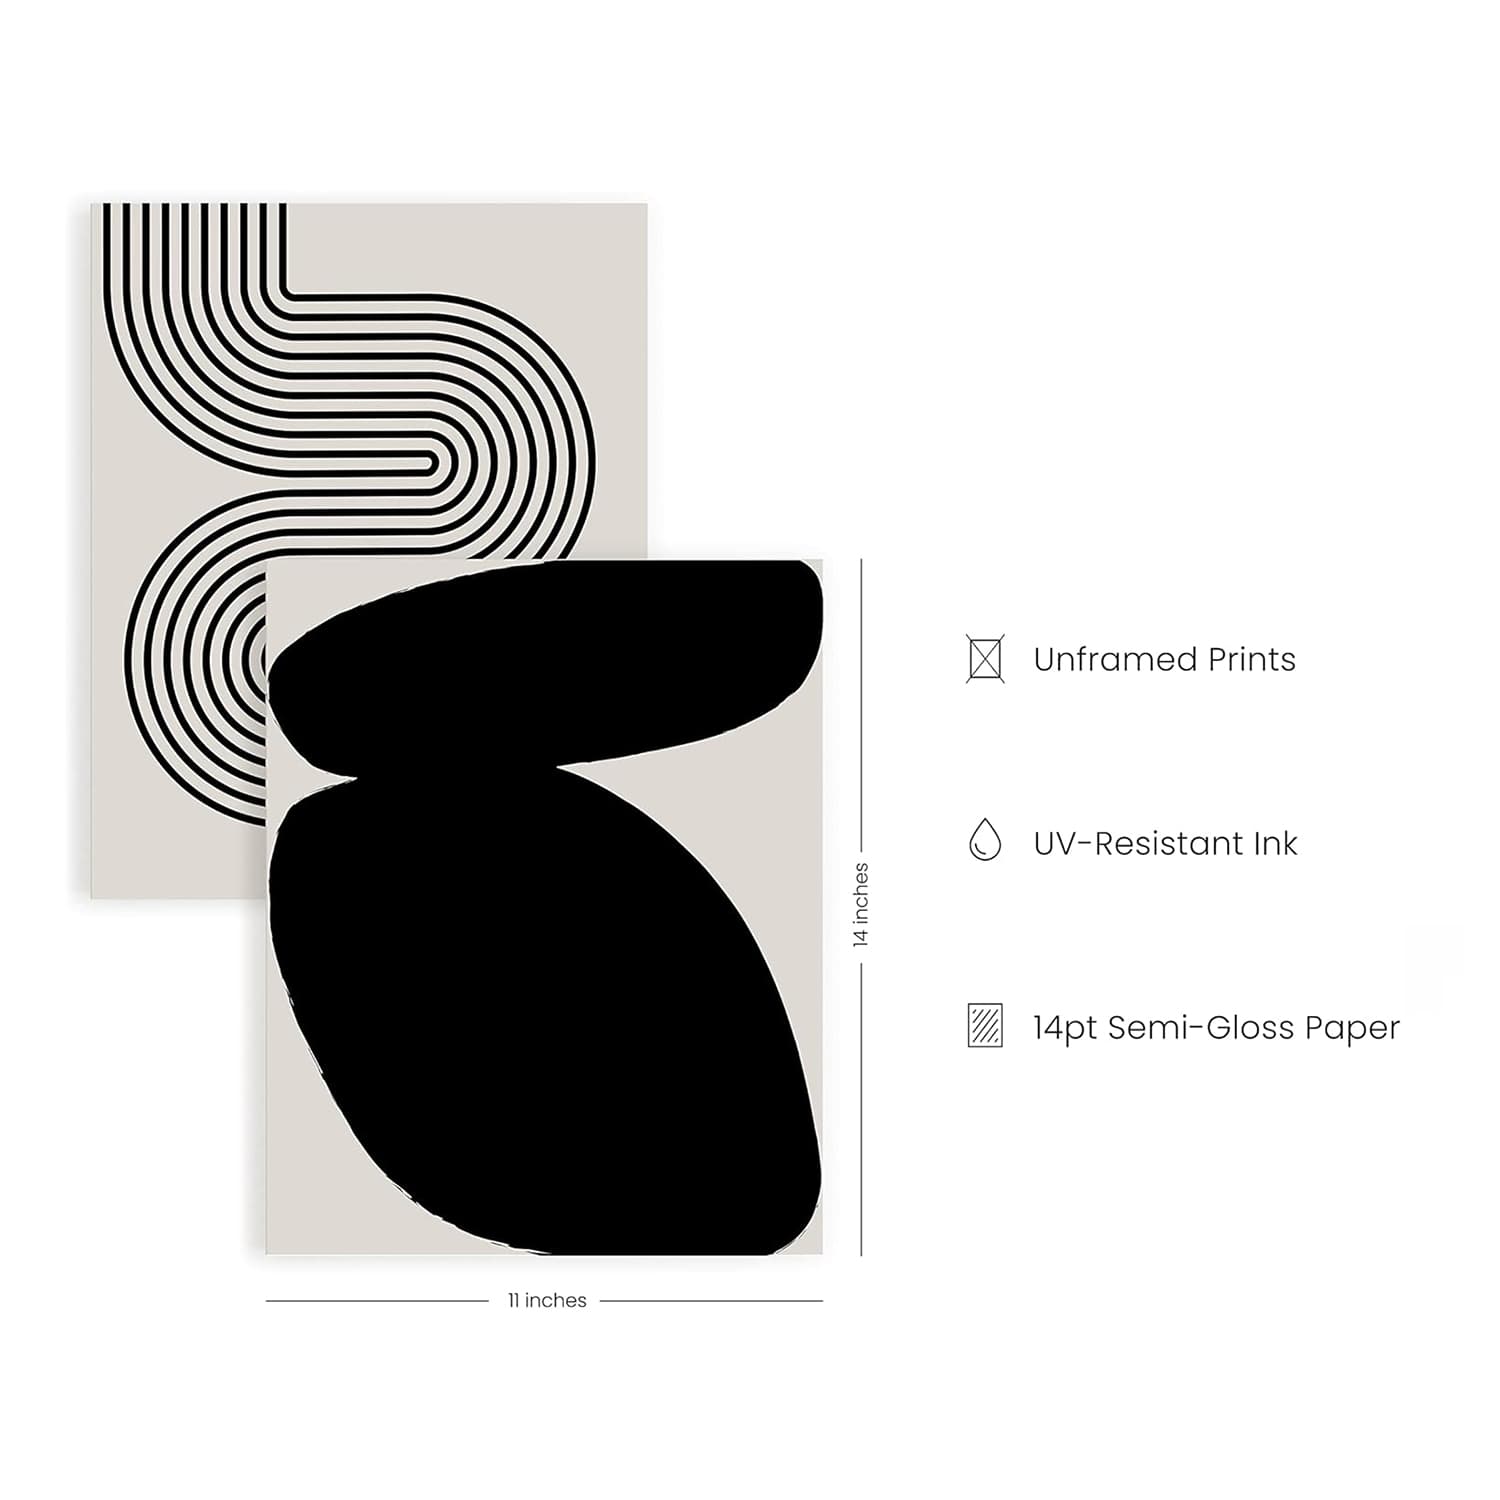 Unframed Prints
UV-Resistant Ink
14 inches
14pt Semi-Gloss Paper
11 inches